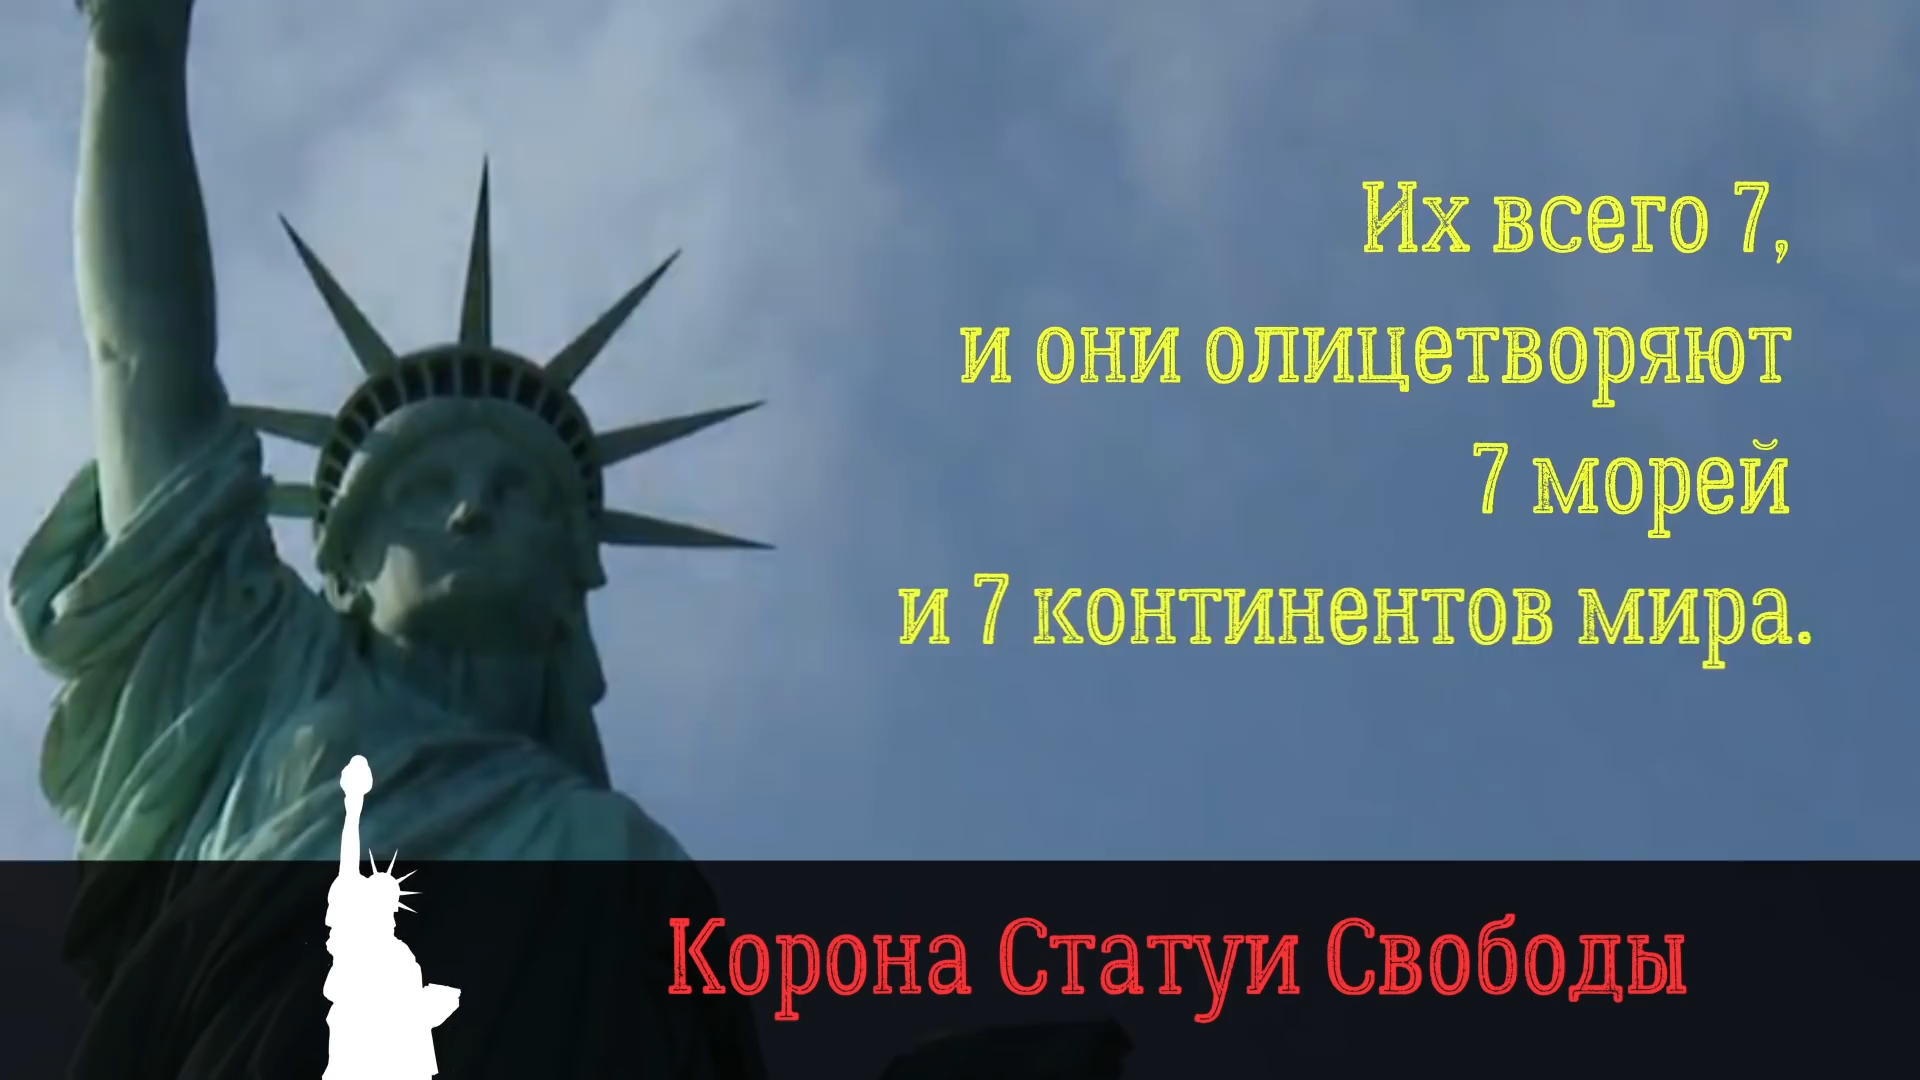 Их всего 7,
и они олицетворяют
7 морей
и 7 континентов мира.
Корона Статуи Свободы